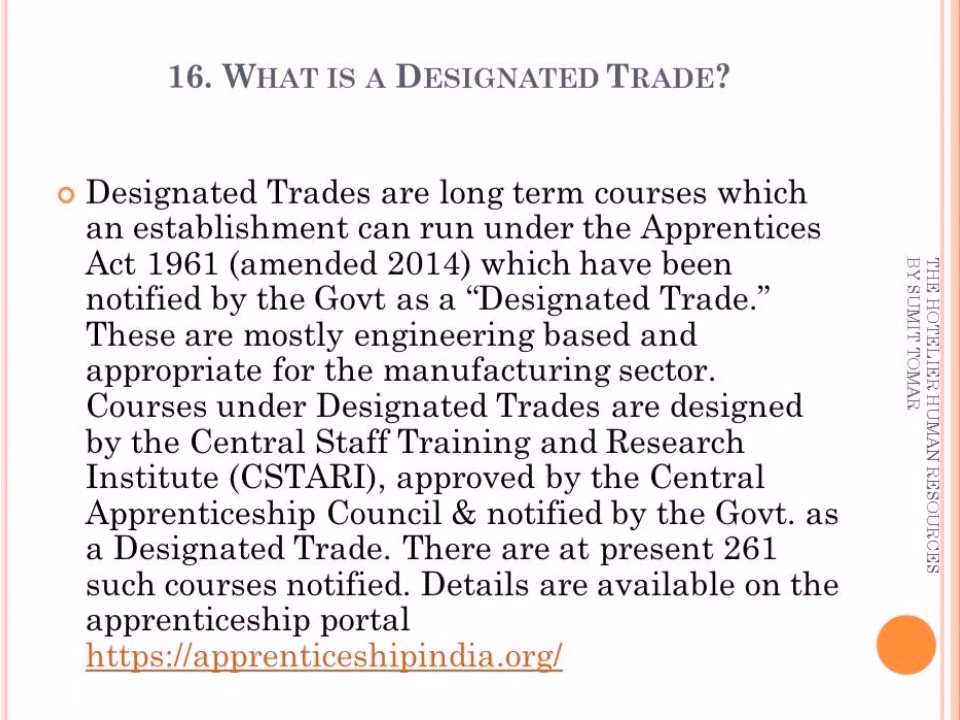 16. WHAT IS A DESIGNATED TRADE?
Designated Trades are long term courses which
an establishment can run under the Apprentices
Act 1961 (amended 2014) which have been
notified by the Govt as a “Designated Trade.”
These are mostly engineering based and
appropriate for the manufacturing sector.
Courses under Designated Trades are designed
by the Central Staff Training and Research
Institute (CSTARI), approved by the Central
Apprenticeship Council & notified by the Govt. as
a Designated Trade. There are at present 261
such courses notified. Details are available on the
apprenticeship portal
https://apprenticeshipindia.org/
THE HOTELIER HUMAN RESOURCES
BY SUMIT TOMAR